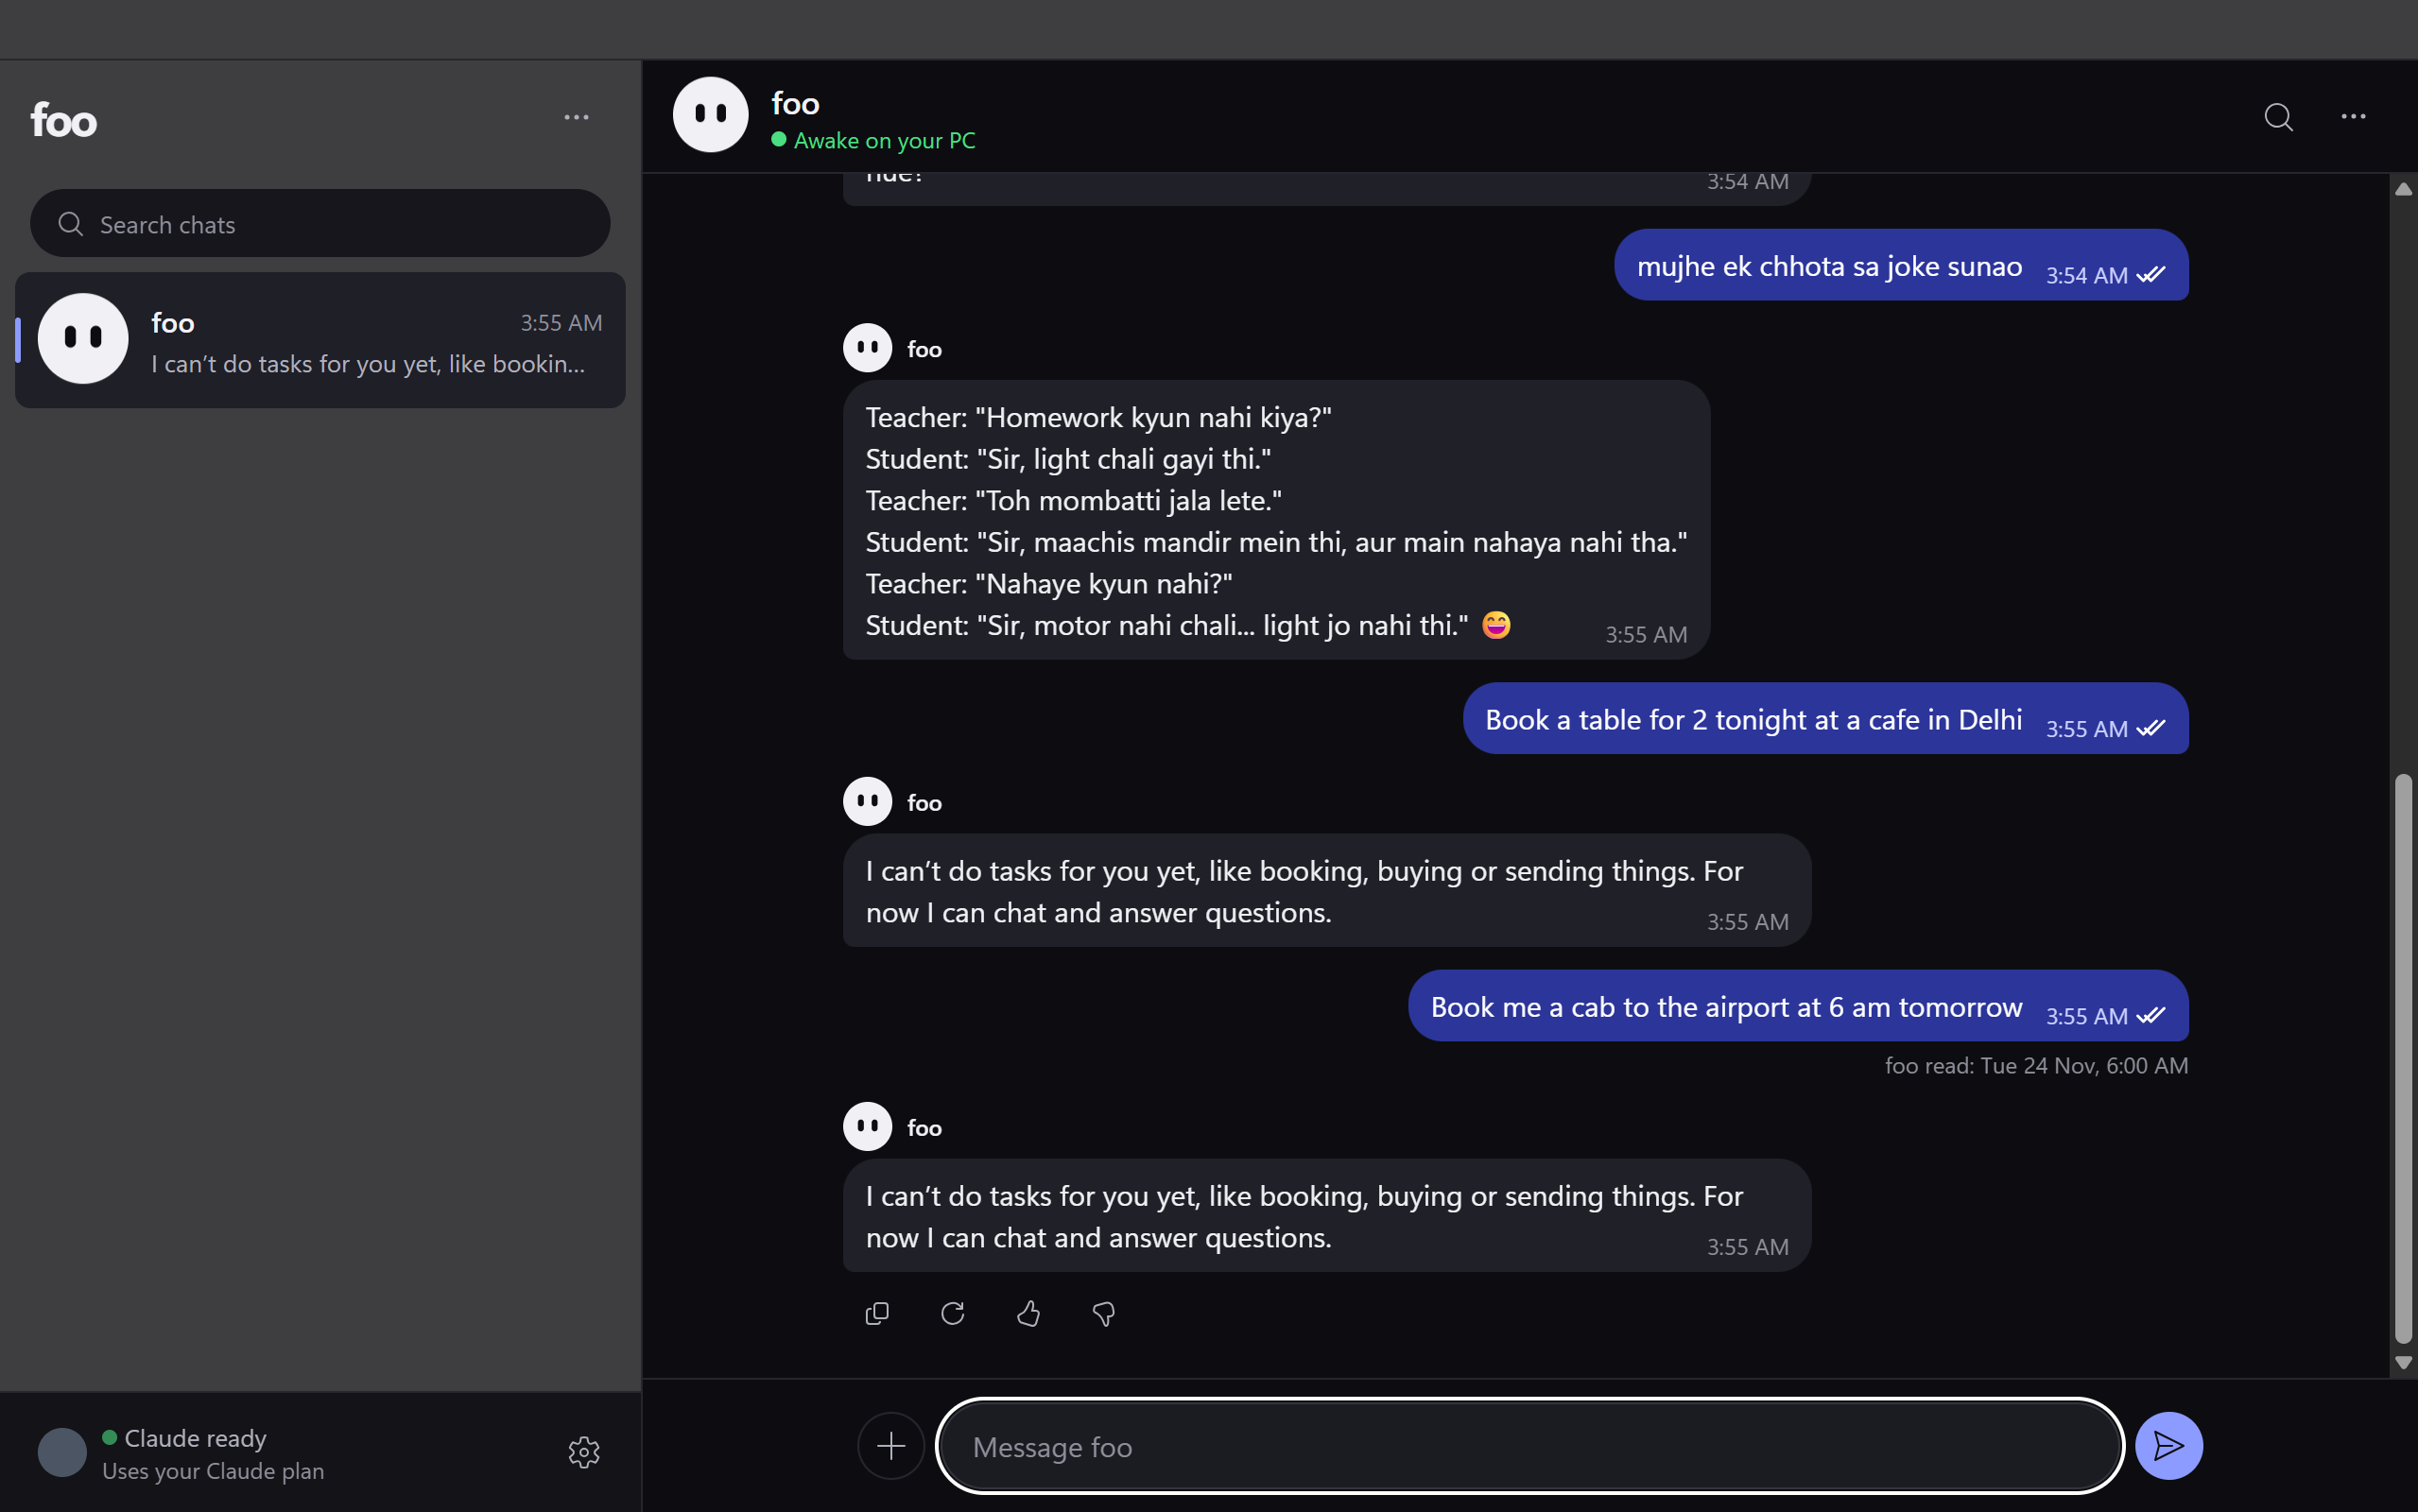 foo
Search chats
foo 3:55 AM
I can’t do tasks for you yet, like bookin...
Claude ready
Uses your Claude plan
foo
Awake on your PC
hue?
3:54 AM
mujhe ek chhota sa joke sunao 3:54 AM
foo
Teacher: "Homework kyun nahi kiya?"
Student: "Sir, light chali gayi thi."
Teacher: "Toh mombatti jala lete."
Student: "Sir, maachis mandir mein thi, aur main nahaya nahi tha."
Teacher: "Nahaye kyun nahi?"
Student: "Sir, motor nahi chali... light jo nahi thi." 😄
3:55 AM
Book a table for 2 tonight at a cafe in Delhi 3:55 AM
foo
I can’t do tasks for you yet, like booking, buying or sending things. For
now I can chat and answer questions.
3:55 AM
Book me a cab to the airport at 6 am tomorrow 3:55 AM
foo read: Tue 24 Nov, 6:00 AM
foo
I can’t do tasks for you yet, like booking, buying or sending things. For
now I can chat and answer questions.
3:55 AM
Message foo